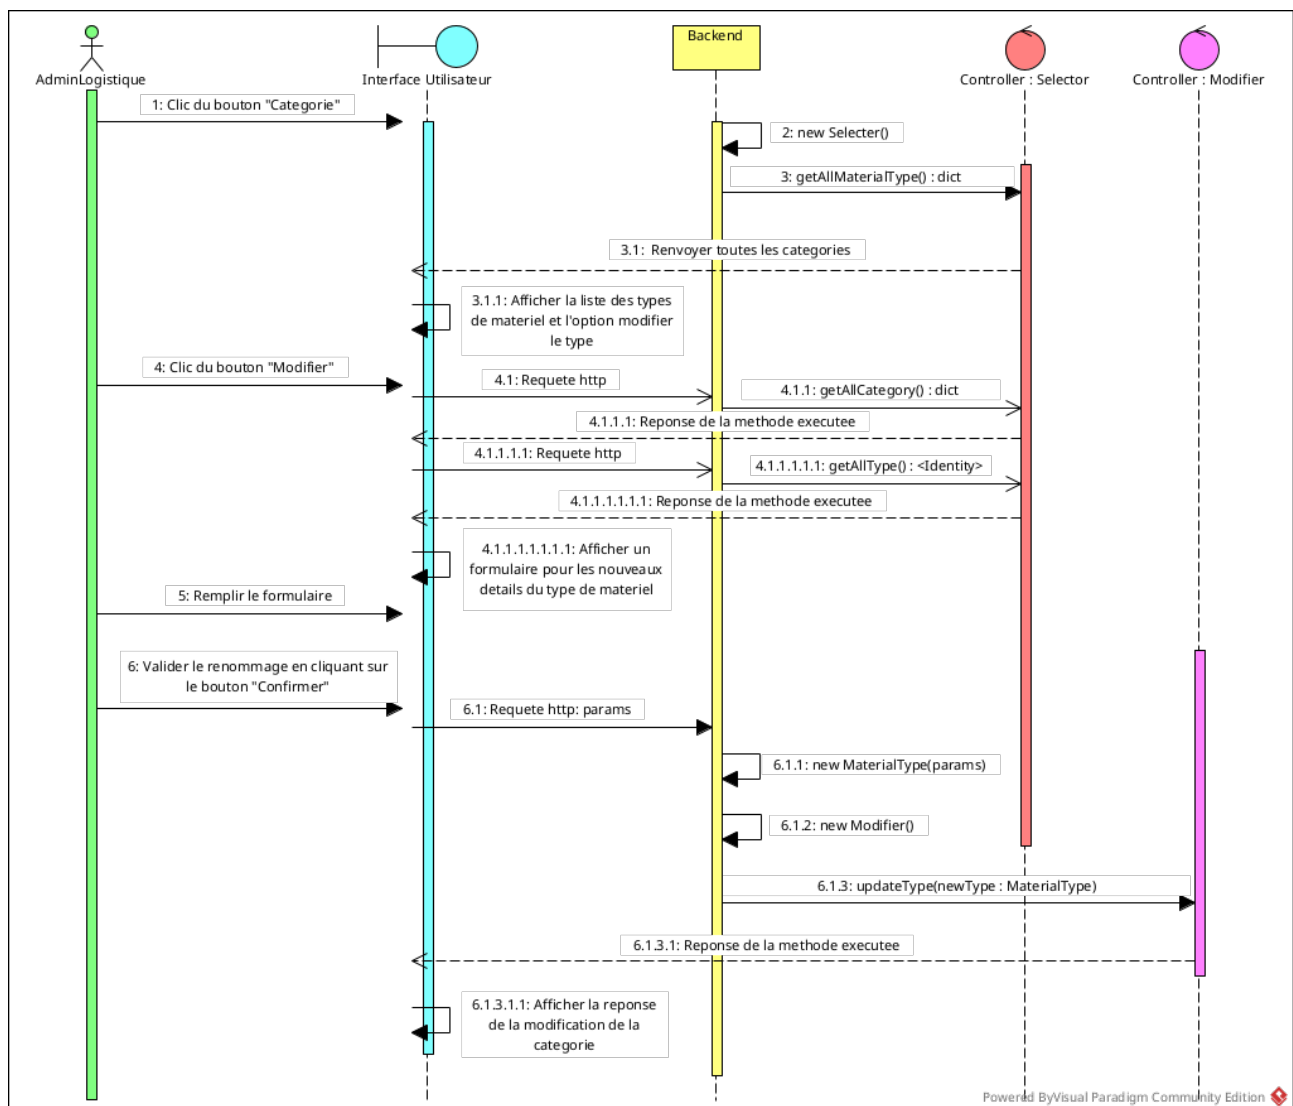 Backend
AdminLogistique
Interface Utilisateur
Controller : Selector
Controller : Modifier
1: Clic du bouton "Categorie"
2: new Selecter()
3: getAllMaterialType() : dict
3.1:  Renvoyer toutes les categories
3.1.1: Afficher la liste des types
de materiel et l'option modifier
le type
4: Clic du bouton "Modifier"
4.1: Requete http
4.1.1: getAllCategory() : dict
4.1.1.1: Reponse de la methode executee
4.1.1.1.1: Requete http
4.1.1.1.1.1: getAllType() : <Identity>
4.1.1.1.1.1.1: Reponse de la methode executee
4.1.1.1.1.1.1.1: Afficher un
formulaire pour les nouveaux
details du type de materiel
5: Remplir le formulaire
6: Valider le renommage en cliquant sur
le bouton "Confirmer"
6.1: Requete http: params
6.1.1: new MaterialType(params)
6.1.2: new Modifier()
6.1.3: updateType(newType : MaterialType)
6.1.3.1: Reponse de la methode executee
6.1.3.1.1: Afficher la reponse
de la modification de la
categorie
Powered ByVisual Paradigm Community Edition